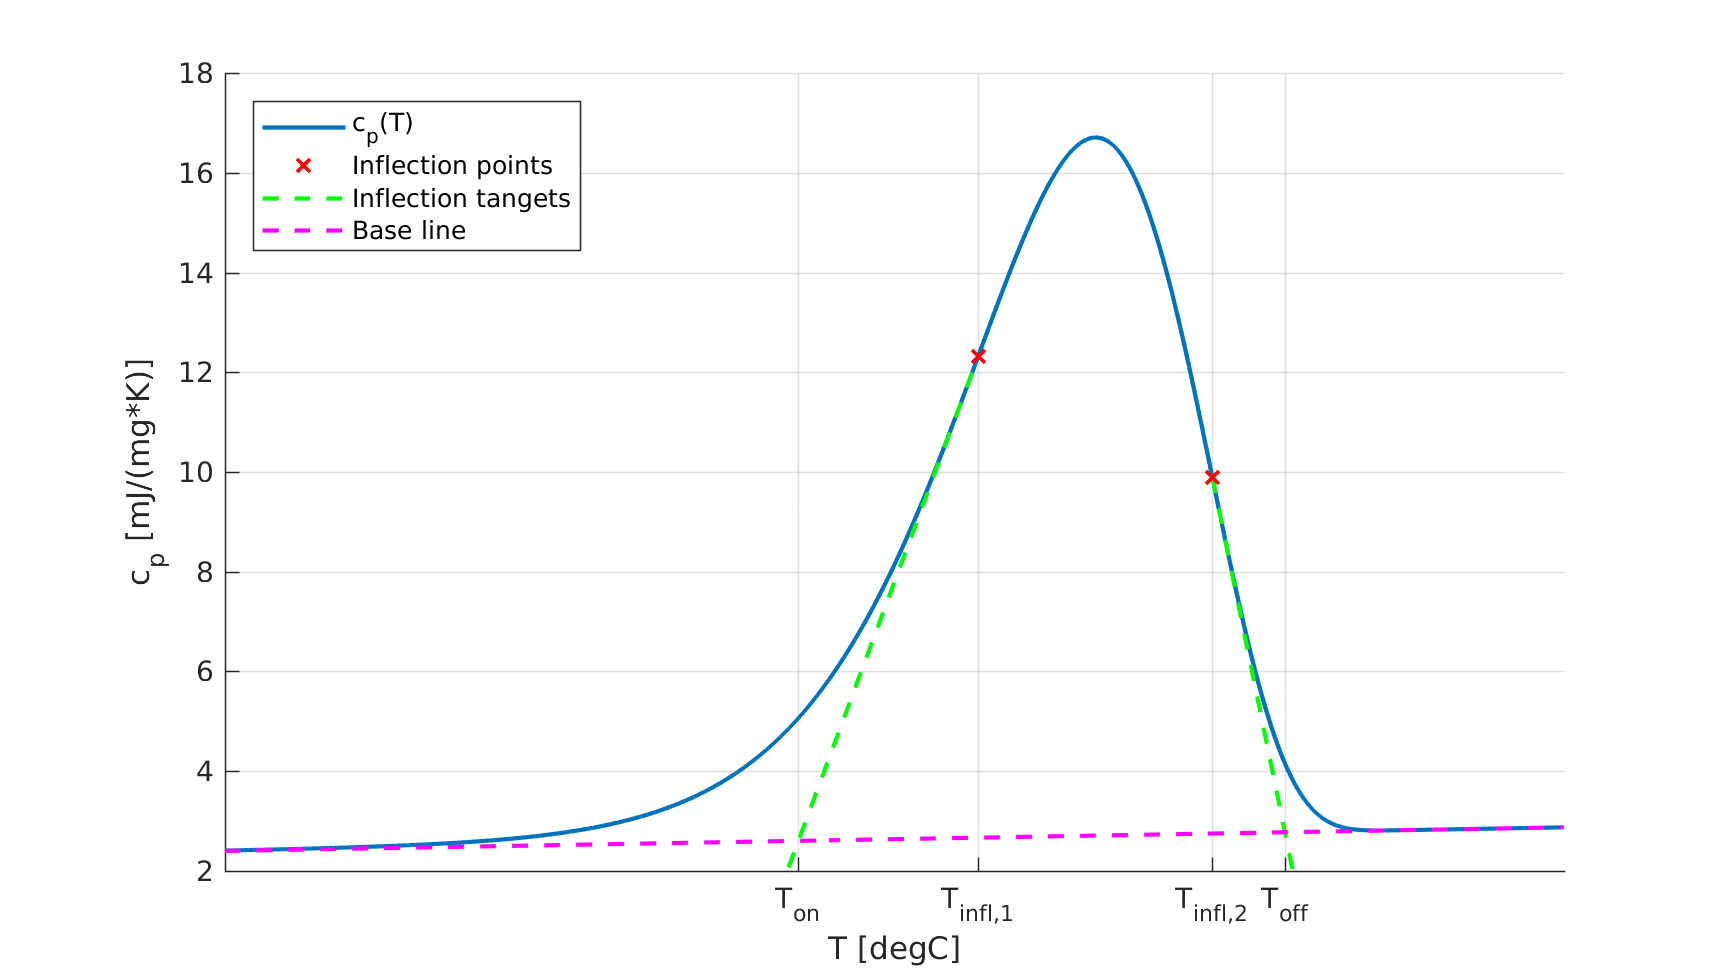 18
16
14
12
10
8
6
4
2
c_p [mJ/(mg*K)]
c_p(T)
Inflection points
Inflection tangets
Base line
T_on
T_infl,1
T_infl,2
T_off
T [degC]